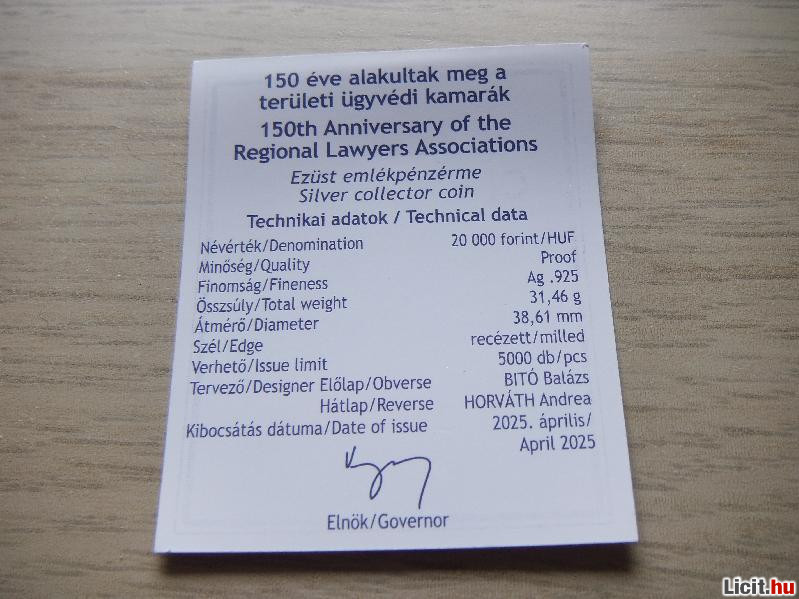 150 éve alakultak meg a
területi ügyvédi kamarák
150th Anniversary of the
Regional Lawyers Associations
Ezüst emlékpénzérme
Silver collector coin
Technikai adatok / Technical data
Névérték/Denomination 20 000 forint/HUF
Minőség/Quality Proof
Finomság/Fineness Ag .925
Összsúly/Total weight 31,46 g
Átmérő/Diameter 38,61 mm
Szél/Edge recézett/milled
Verhető/Issue limit 5000 db/pcs
Tervező/Designer Előlap/Obverse BITÓ Balázs
Hátlap/Reverse HORVÁTH Andrea
Kibocsátás dátuma/Date of issue 2025. április/
April 2025
Elnök/Governor
Licit.hu